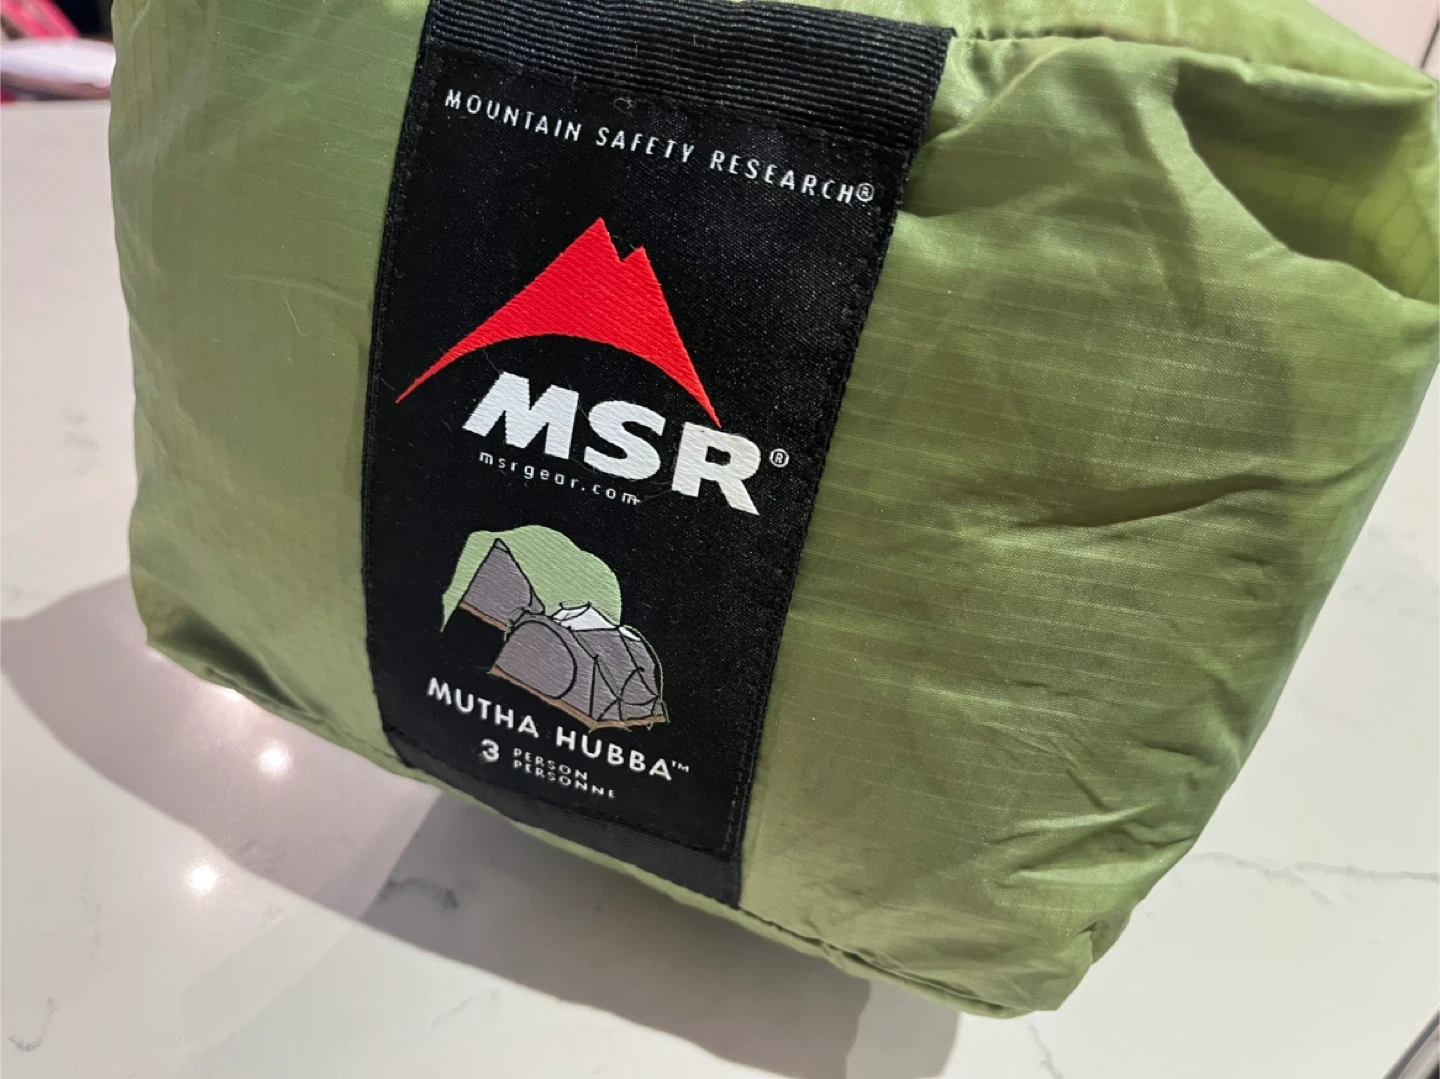 MOUNTAIN SAFETY RESEARCH®
MSR®
msrgear.com
MUTHA HUBBA™
3 PERSON
PERSONNE